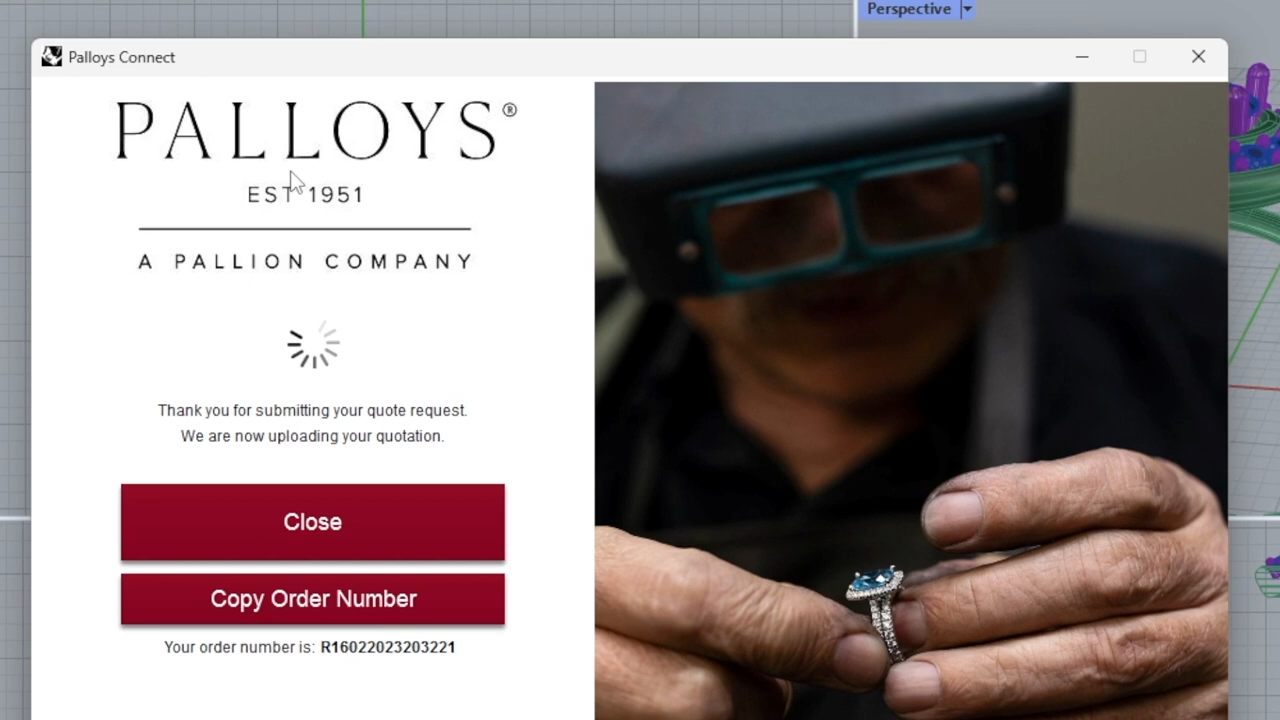 Perspective
Palloys Connect
PALLOYS®
EST 1951
A PALLION COMPANY
Thank you for submitting your quote request.
We are now uploading your quotation.
Close
Copy Order Number
Your order number is: R16022023203221